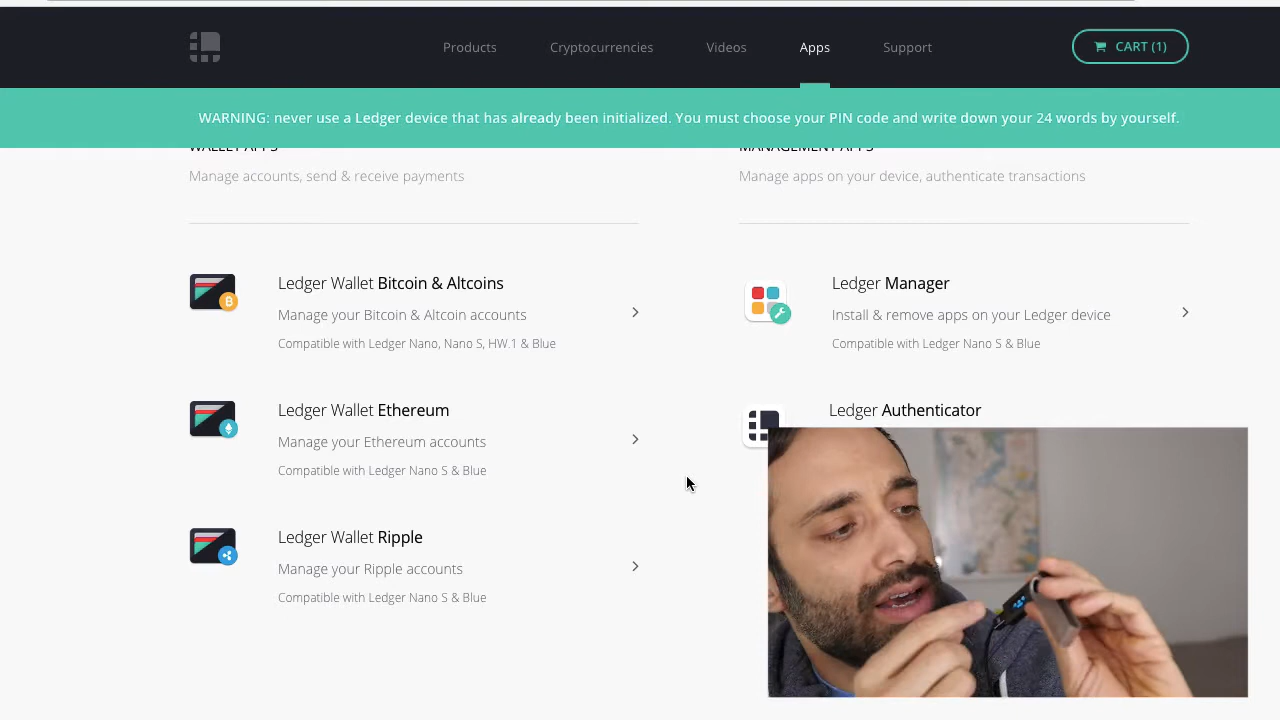 Products
Cryptocurrencies
Videos
Apps
Support
CART (1)
WARNING: never use a Ledger device that has already been initialized. You must choose your PIN code and write down your 24 words by yourself.
WALLET APPS
Manage accounts, send & receive payments
Ledger Wallet Bitcoin & Altcoins
Manage your Bitcoin & Altcoin accounts
Compatible with Ledger Nano, Nano S, HW.1 & Blue
Ledger Wallet Ethereum
Manage your Ethereum accounts
Compatible with Ledger Nano S & Blue
Ledger Wallet Ripple
Manage your Ripple accounts
Compatible with Ledger Nano S & Blue
MANAGEMENT APPS
Manage apps on your device, authenticate transactions
Ledger Manager
Install & remove apps on your Ledger device
Compatible with Ledger Nano S & Blue
Ledger Authenticator